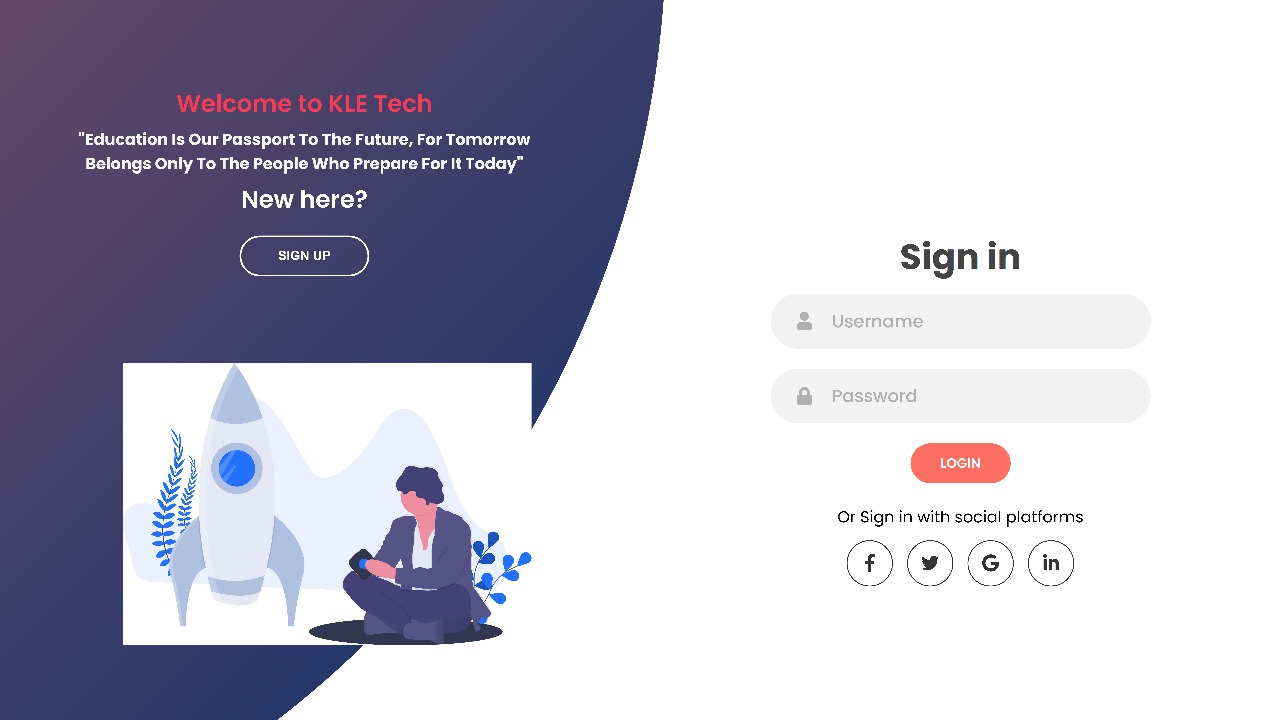 Welcome to KLE Tech
"Education Is Our Passport To The Future, For Tomorrow
Belongs Only To The People Who Prepare For It Today"
New here?
SIGN UP
Sign in
Username
Password
LOGIN
Or Sign in with social platforms